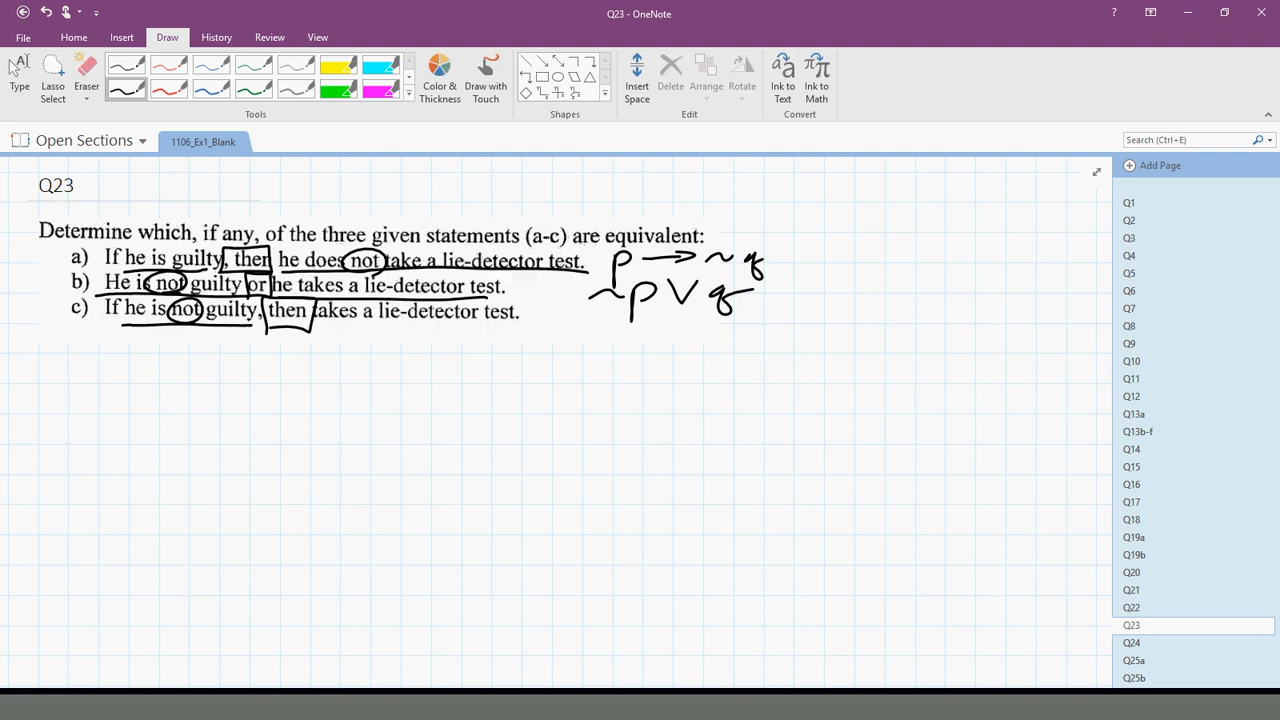 Q23 - OneNote
?
File
Home
Insert
Draw
History
Review
View
Type
Lasso Select
Eraser
Color & Thickness
Draw with Touch
Insert Space
Delete
Arrange
Rotate
Ink to Text
Ink to Math
Tools
Shapes
Edit
Convert
Open Sections
1106_Ex1_Blank
Search (Ctrl+E)
Add Page
Q23
Determine which, if any, of the three given statements (a-c) are equivalent:
a) If he is guilty, then he does not take a lie-detector test. p → ~ q
b) He is not guilty or he takes a lie-detector test. ~p ∨ q
c) If he is not guilty, then takes a lie-detector test.
Q1
Q2
Q3
Q4
Q5
Q6
Q7
Q8
Q9
Q10
Q11
Q12
Q13a
Q13b-f
Q14
Q15
Q16
Q17
Q18
Q19a
Q19b
Q20
Q21
Q22
Q23
Q24
Q25a
Q25b